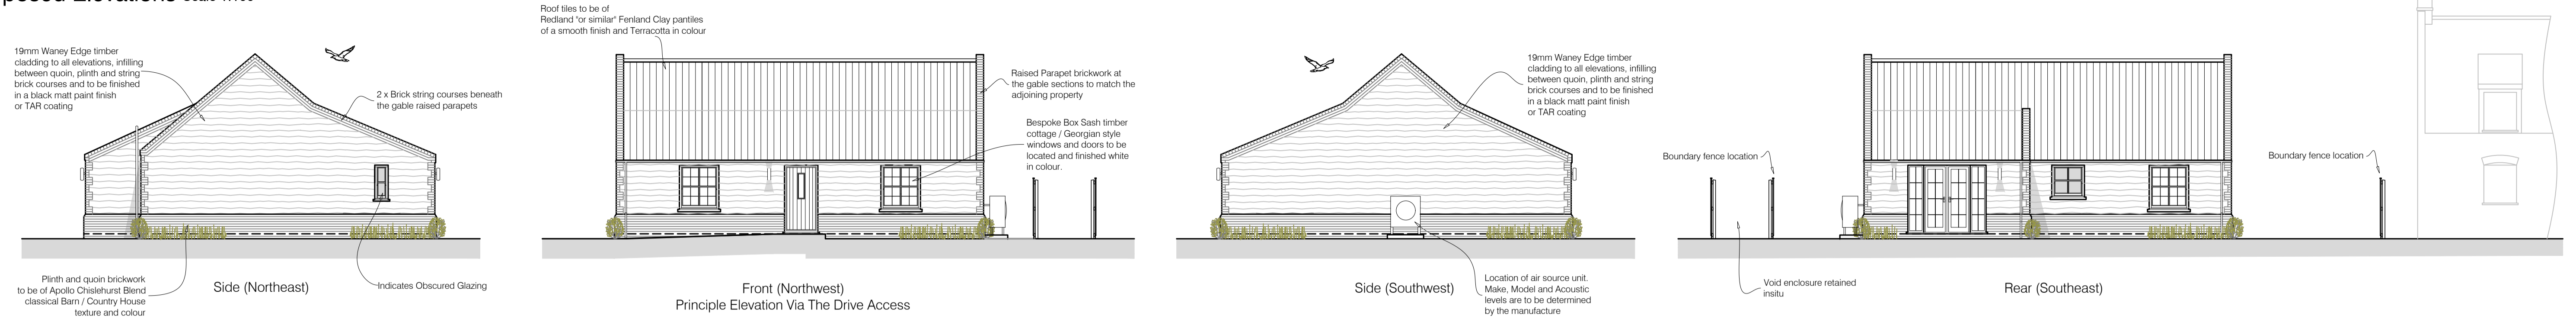 19mm Waney Edge timber
cladding to all elevations, infilling
between quoin, plinth and string
brick courses and to be finished
in a black matt paint finish
or TAR coating
2 x Brick string courses beneath
the gable raised parapets
Plinth and quoin brickwork
to be of Apollo Chislehurst Blend
classical Barn / Country House
texture and colour
Side (Northeast)
Indicates Obscured Glazing
Roof tiles to be of
Redland "or similar" Fenland Clay pantiles
of a smooth finish and Terracotta in colour
Raised Parapet brickwork at
the gable sections to match the
adjoining property
Bespoke Box Sash timber
cottage / Georgian style
windows and doors to be
located and finished white
in colour.
Front (Northwest)
Principle Elevation Via The Drive Access
19mm Waney Edge timber
cladding to all elevations, infilling
between quoin, plinth and string
brick courses and to be finished
in a black matt paint finish
or TAR coating
Side (Southwest)
Location of air source unit.
Make, Model and Acoustic
levels are to be determined
by the manufacture
Boundary fence location
Boundary fence location
Void enclosure retained
insitu
Rear (Southeast)